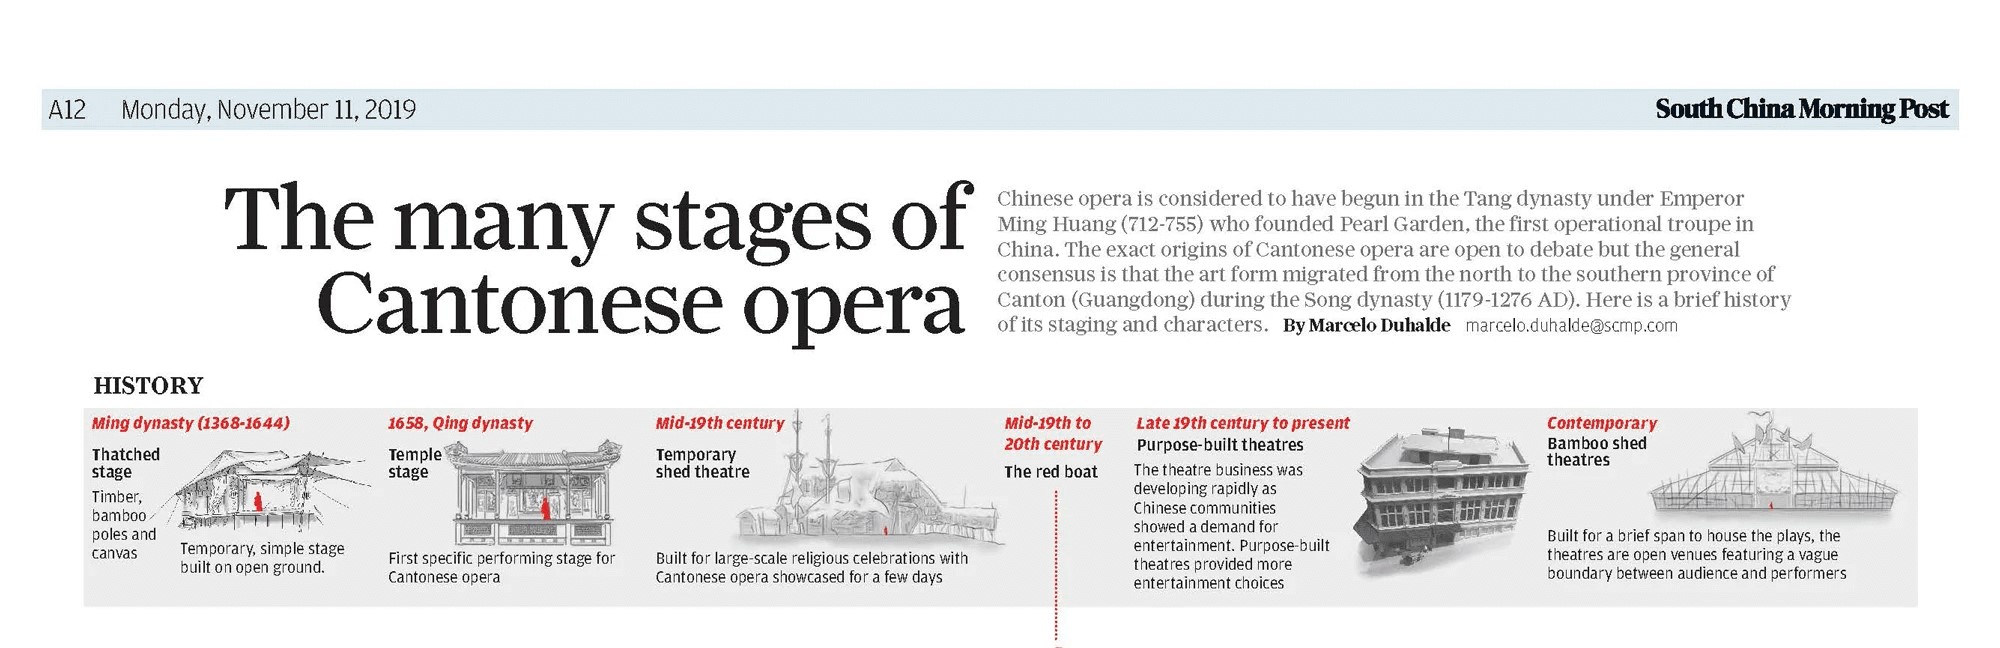 A12 Monday, November 11, 2019
South China Morning Post
The many stages of
Cantonese opera
Chinese opera is considered to have begun in the Tang dynasty under Emperor
Ming Huang (712-755) who founded Pearl Garden, the first operational troupe in
China. The exact origins of Cantonese opera are open to debate but the general
consensus is that the art form migrated from the north to the southern province of
Canton (Guangdong) during the Song dynasty (1179-1276 AD). Here is a brief history
of its staging and characters. By Marcelo Duhalde marcelo.duhalde@scmp.com
HISTORY
Ming dynasty (1368-1644)
Thatched
stage
Timber,
bamboo
poles and
canvas
Temporary, simple stage
built on open ground.
1658, Qing dynasty
Temple
stage
First specific performing stage for
Cantonese opera
Mid-19th century
Temporary
shed theatre
Built for large-scale religious celebrations with
Cantonese opera showcased for a few days
Mid-19th to
20th century
The red boat
Late 19th century to present
Purpose-built theatres
The theatre business was
developing rapidly as
Chinese communities
showed a demand for
entertainment. Purpose-built
theatres provided more
entertainment choices
Contemporary
Bamboo shed
theatres
Built for a brief span to house the plays, the
theatres are open venues featuring a vague
boundary between audience and performers